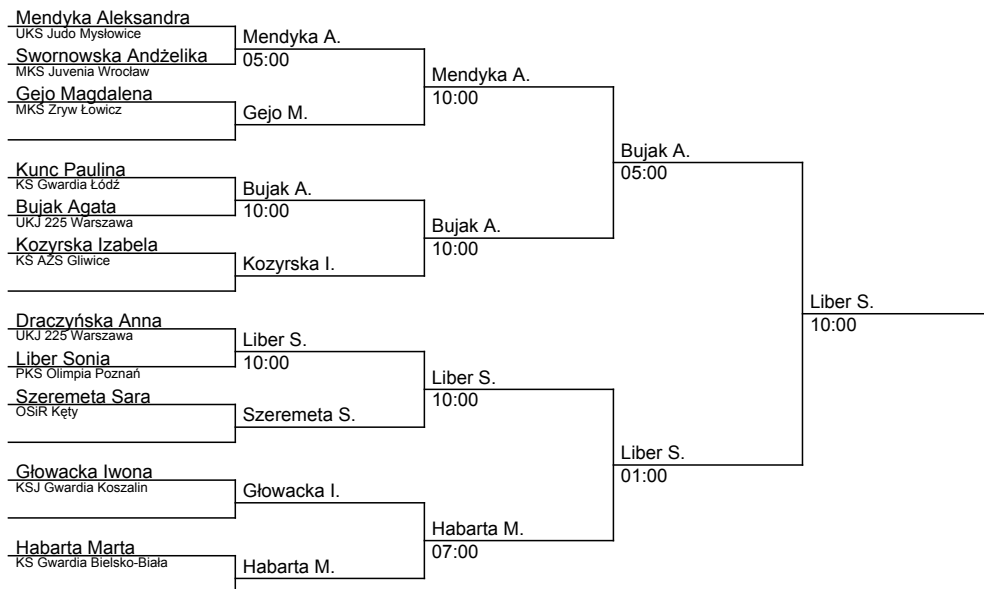 Mendyka Aleksandra
UKS Judo Mysłowice
Swornowska Andżelika
MKS Juvenia Wrocław
Gejo Magdalena
MKS Zryw Łowicz
Kunc Paulina
KS Gwardia Łódź
Bujak Agata
UKJ 225 Warszawa
Kozyrska Izabela
KS AZS Gliwice
Draczyńska Anna
UKJ 225 Warszawa
Liber Sonia
PKS Olimpia Poznań
Szeremeta Sara
OSiR Kęty
Głowacka Iwona
KSJ Gwardia Koszalin
Habarta Marta
KS Gwardia Bielsko-Biała
Mendyka A.
05:00
Gejo M.
Bujak A.
10:00
Kozyrska I.
Liber S.
10:00
Szeremeta S.
Głowacka I.
Habarta M.
Mendyka A.
10:00
Bujak A.
10:00
Liber S.
10:00
Habarta M.
07:00
Bujak A.
05:00
Liber S.
01:00
Liber S.
10:00